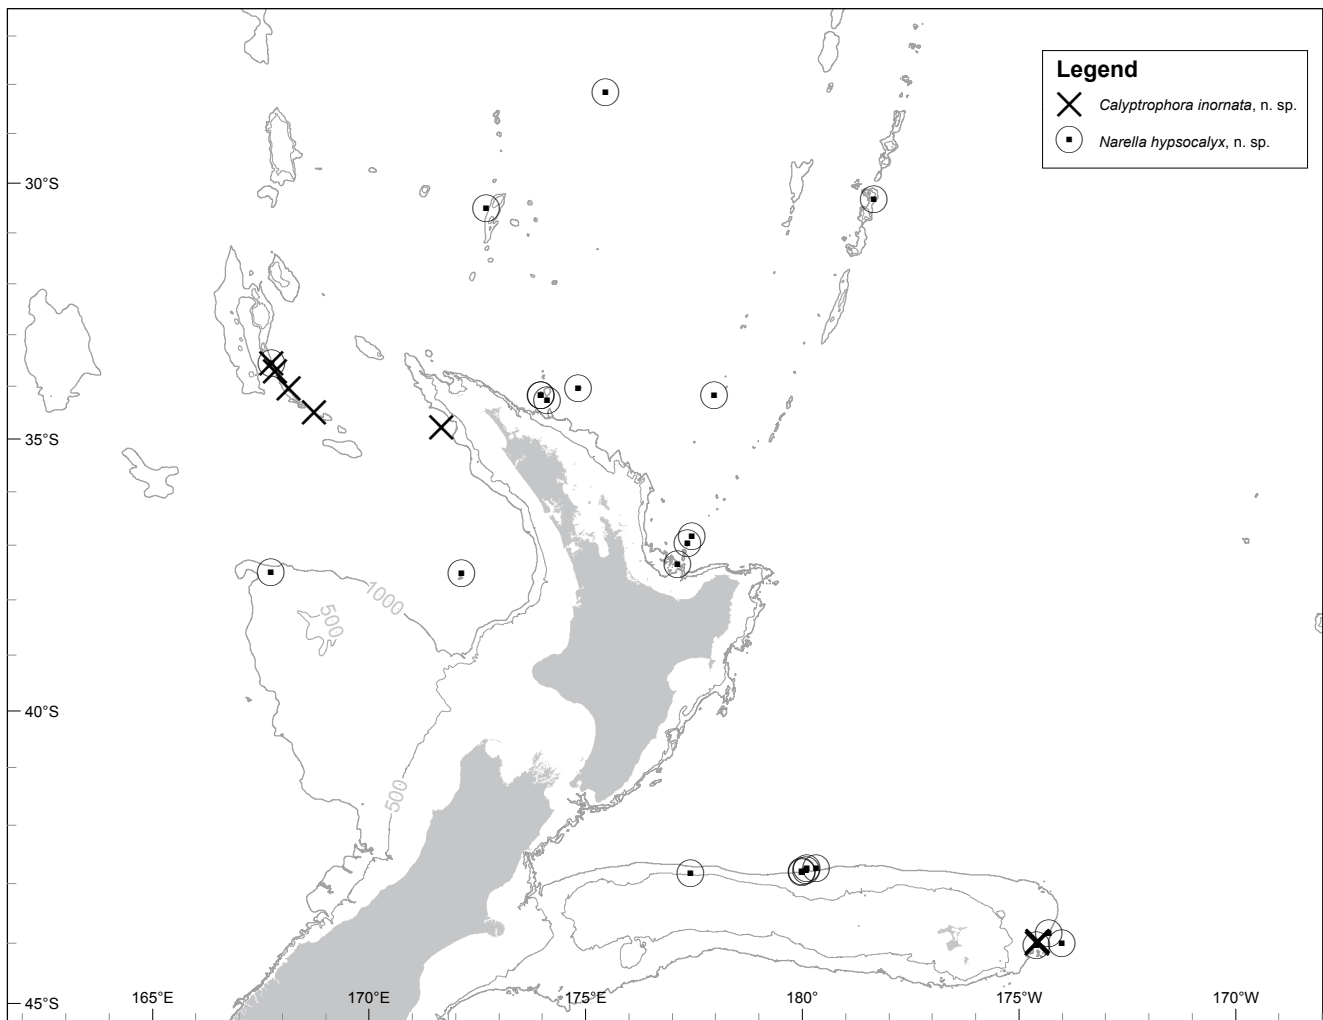 Legend
Calyptrophora inornata, n. sp.
Narella hypsocalyx, n. sp.
30°S
35°S
1000
500
40°S
500
45°S
165°E
170°E
175°E
180°
175°W
170°W